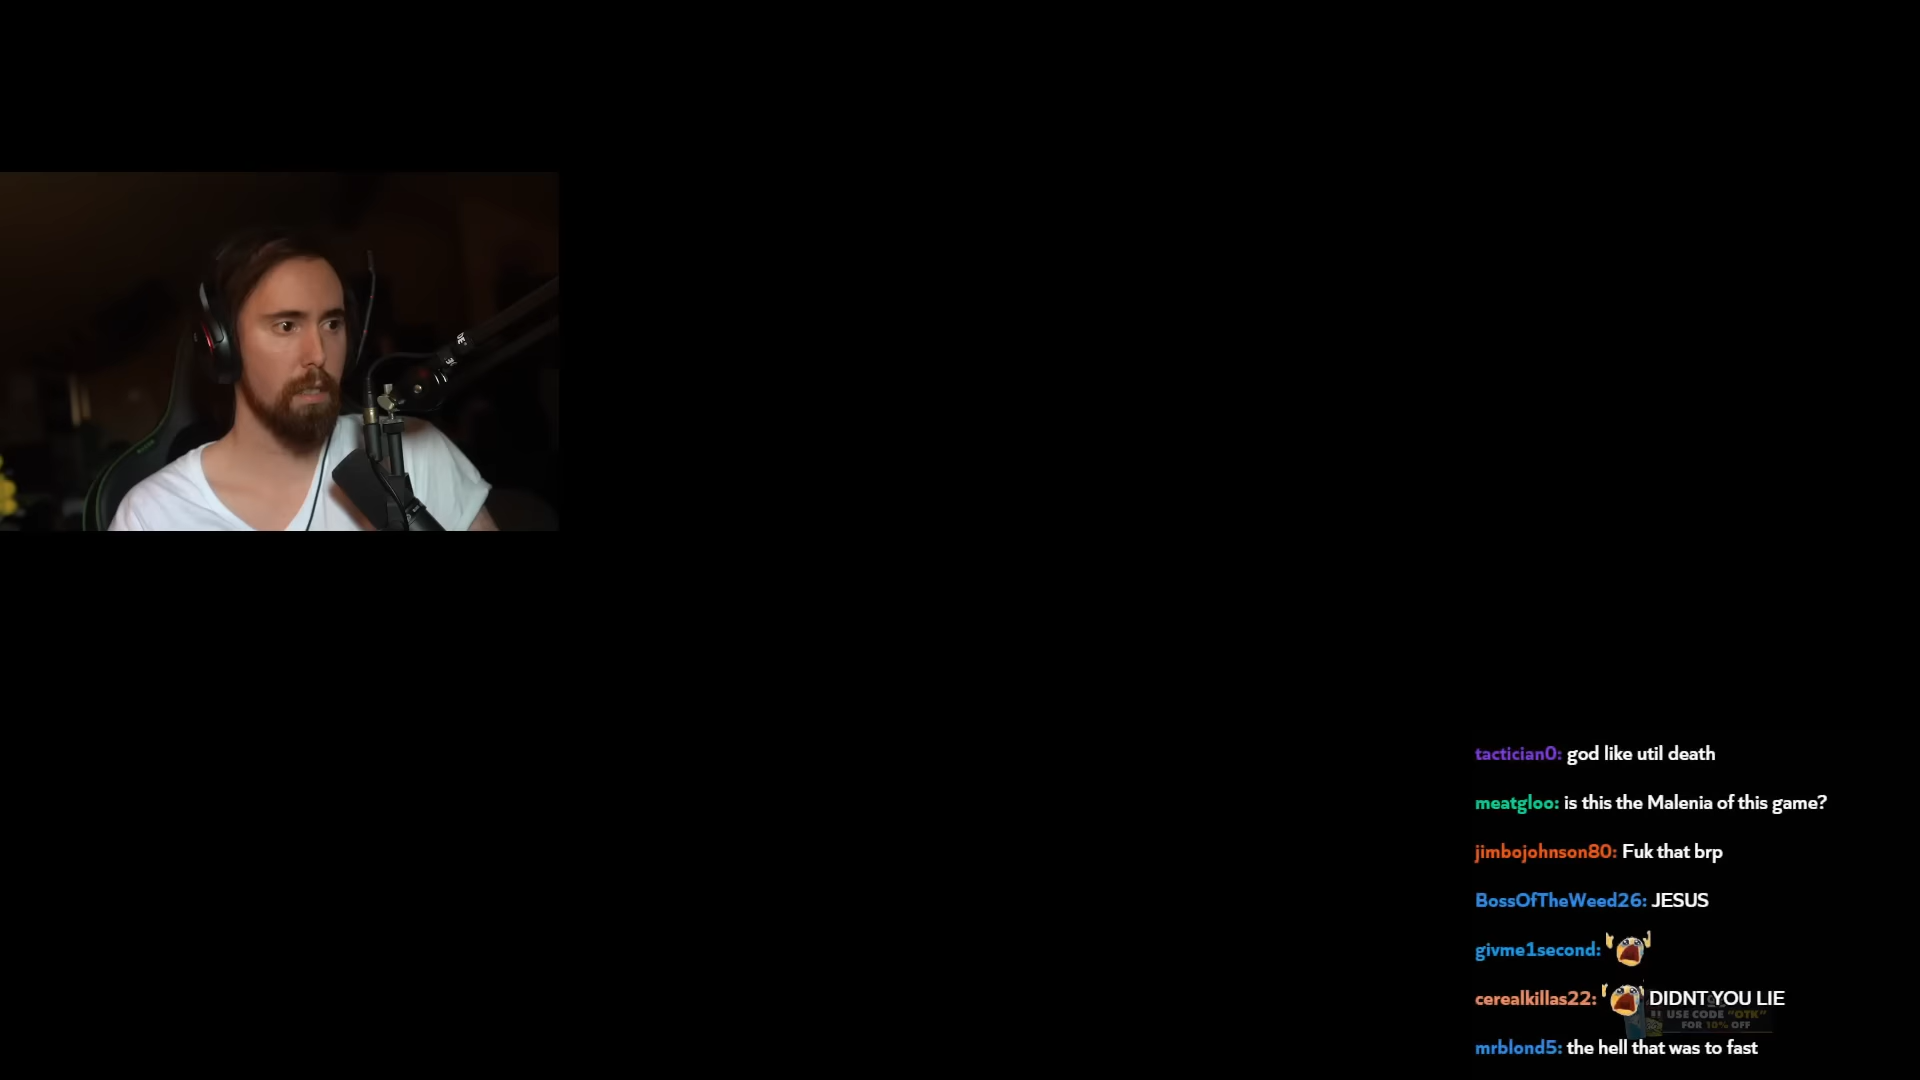 tactician0: god like util death
meatgloo: is this the Malenia of this game?
jimbojohnson80: Fuk that brp
BossOfTheWeed26: JESUS
givme1second:
cerealkillas22: DIDNT YOU LIE
USE CODE "OTK"
FOR 10% OFF
mrblond5: the hell that was to fast